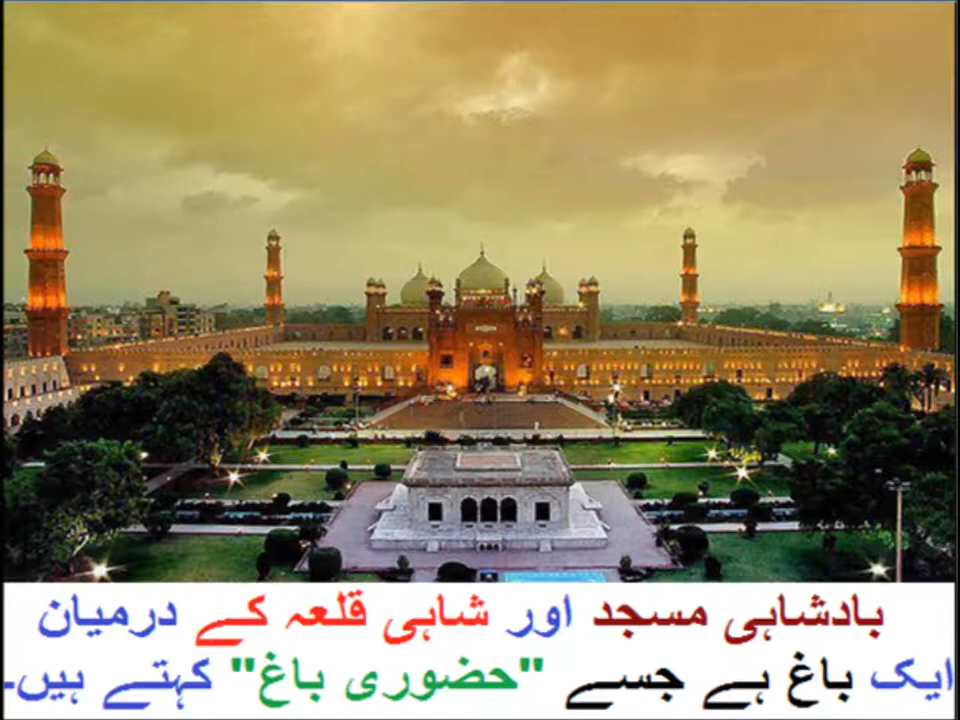 بادشاہی مسجد اور شاہی قلعہ کے درمیان
ایک باغ ہے جسے "حضوری باغ" کہتے ہیں۔